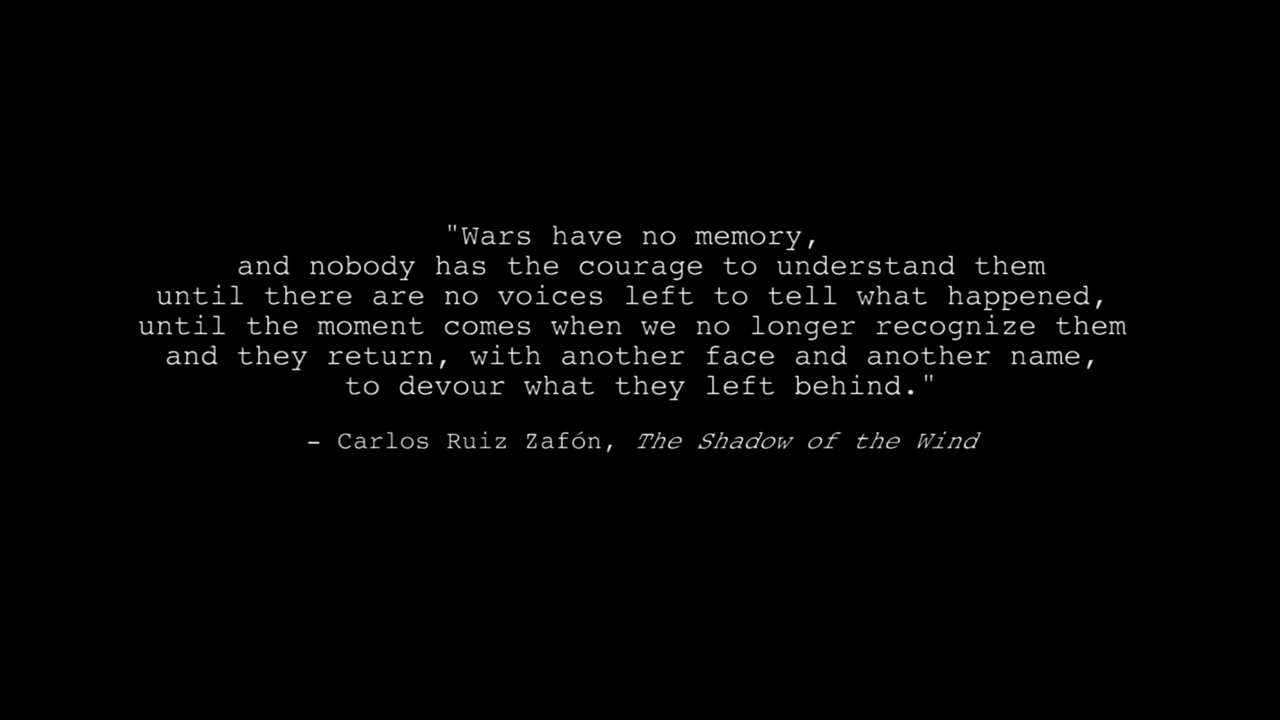 "Wars have no memory,
and nobody has the courage to understand them
until there are no voices left to tell what happened,
until the moment comes when we no longer recognize them
and they return, with another face and another name,
to devour what they left behind."
– Carlos Ruiz Zafón, The Shadow of the Wind